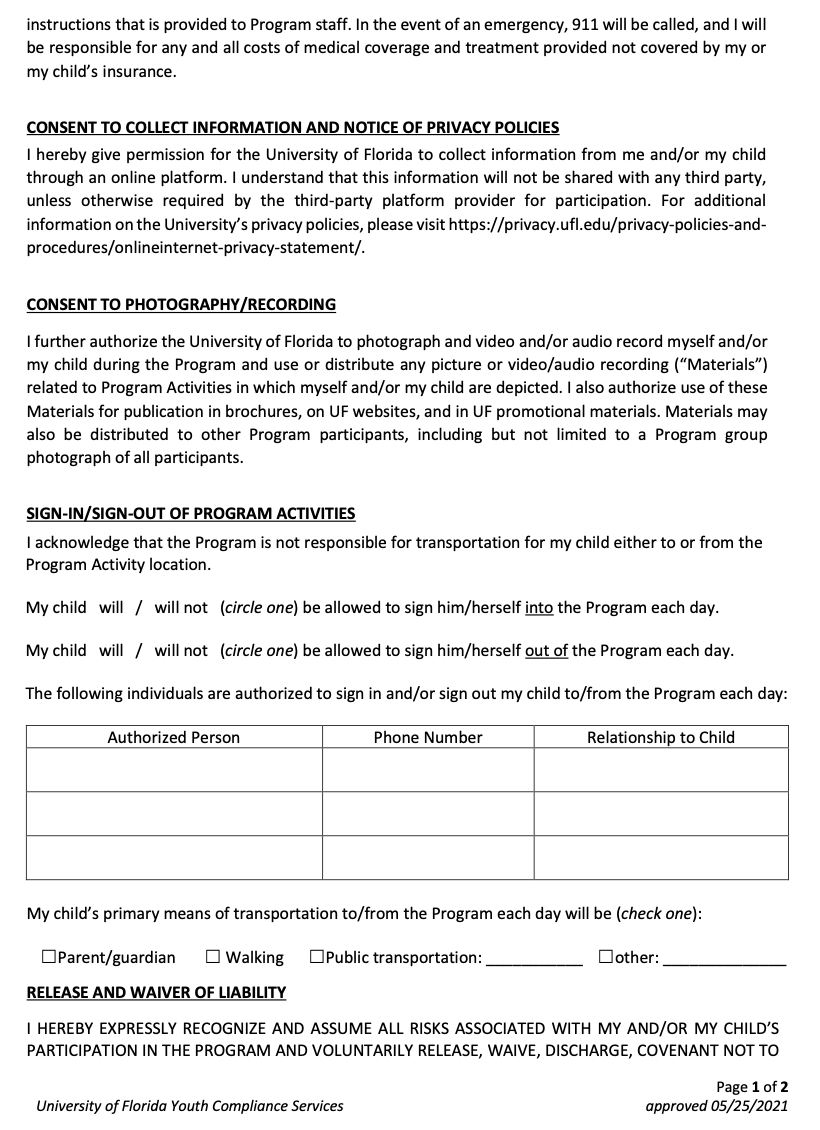 instructions that is provided to Program staff. In the event of an emergency, 911 will be called, and I will
be responsible for any and all costs of medical coverage and treatment provided not covered by my or
my child’s insurance.
CONSENT TO COLLECT INFORMATION AND NOTICE OF PRIVACY POLICIES
I hereby give permission for the University of Florida to collect information from me and/or my child
through an online platform. I understand that this information will not be shared with any third party,
unless otherwise required by the third-party platform provider for participation. For additional
information on the University’s privacy policies, please visit https://privacy.ufl.edu/privacy-policies-and-
procedures/onlineinternet-privacy-statement/.
CONSENT TO PHOTOGRAPHY/RECORDING
I further authorize the University of Florida to photograph and video and/or audio record myself and/or
my child during the Program and use or distribute any picture or video/audio recording (“Materials”)
related to Program Activities in which myself and/or my child are depicted. I also authorize use of these
Materials for publication in brochures, on UF websites, and in UF promotional materials. Materials may
also be distributed to other Program participants, including but not limited to a Program group
photograph of all participants.
SIGN-IN/SIGN-OUT OF PROGRAM ACTIVITIES
I acknowledge that the Program is not responsible for transportation for my child either to or from the
Program Activity location.
My child will / will not (circle one) be allowed to sign him/herself into the Program each day.
My child will / will not (circle one) be allowed to sign him/herself out of the Program each day.
The following individuals are authorized to sign in and/or sign out my child to/from the Program each day:
Authorized Person Phone Number Relationship to Child
My child’s primary means of transportation to/from the Program each day will be (check one):
☐Parent/guardian ☐ Walking ☐Public transportation: ___________ ☐other: ______________
RELEASE AND WAIVER OF LIABILITY
I HEREBY EXPRESSLY RECOGNIZE AND ASSUME ALL RISKS ASSOCIATED WITH MY AND/OR MY CHILD’S
PARTICIPATION IN THE PROGRAM AND VOLUNTARILY RELEASE, WAIVE, DISCHARGE, COVENANT NOT TO
Page 1 of 2
University of Florida Youth Compliance Services approved 05/25/2021